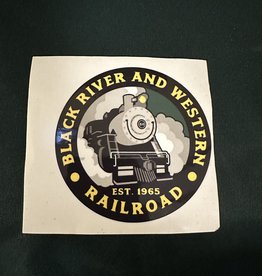 BLACK RIVER AND WESTERN
EST. 1965
RAILROAD